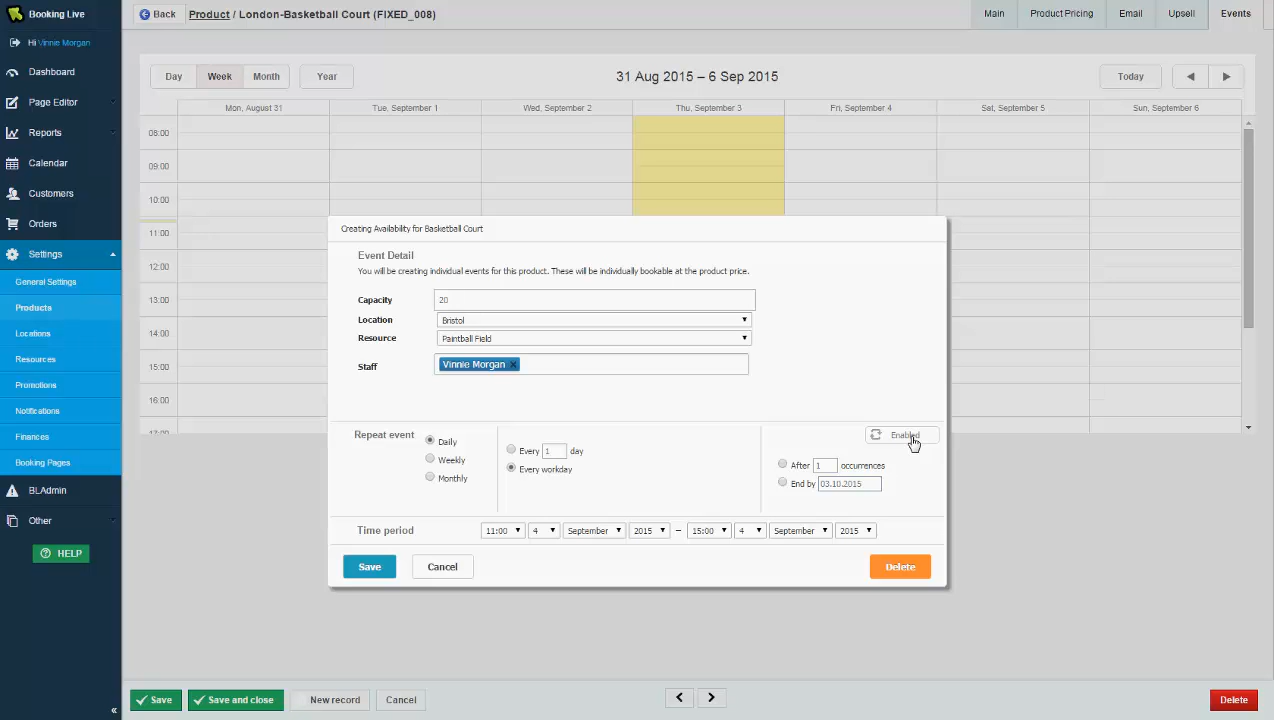 Booking Live
Back Product / London-Basketball Court (FIXED_008) Main Product Pricing Email Upsell Events
Hi Vinnie Morgan
Dashboard
Page Editor
Reports
Calendar
Customers
Orders
Settings
General Settings
Products
Locations
Resources
Promotions
Notifications
Finances
Booking Pages
BLAdmin
Other
HELP
«
Day Week Month Year 31 Aug 2015 – 6 Sep 2015 Today
Mon, August 31 Tue, September 1 Wed, September 2 Thu, September 3 Fri, September 4 Sat, September 5 Sun, September 6
08:00
09:00
10:00
11:00
12:00
13:00
14:00
15:00
16:00
17:00
Creating Availability for Basketball Court
Event Detail
You will be creating individual events for this product. These will be individually bookable at the product price.
Capacity 20
Location Bristol
Resource Paintball Field
Staff Vinnie Morgan ×
Repeat event Daily Weekly Monthly
Every 1 day
Every workday
Enabled
After 1 occurrences
End by 03.10.2015
Time period 11:00 4 September 2015 – 15:00 4 September 2015
Save Cancel Delete
Save Save and close New record Cancel Delete